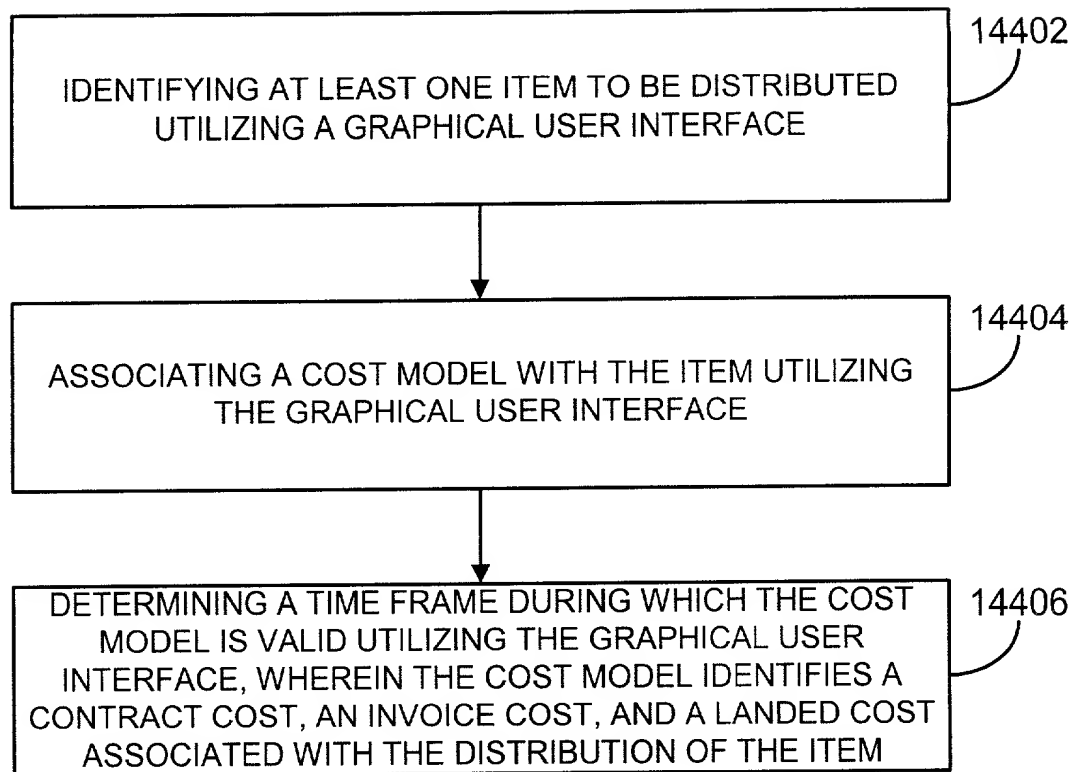 14402
IDENTIFYING AT LEAST ONE ITEM TO BE DISTRIBUTED
UTILIZING A GRAPHICAL USER INTERFACE
14404
ASSOCIATING A COST MODEL WITH THE ITEM UTILIZING
THE GRAPHICAL USER INTERFACE
14406
DETERMINING A TIME FRAME DURING WHICH THE COST
MODEL IS VALID UTILIZING THE GRAPHICAL USER
INTERFACE, WHEREIN THE COST MODEL IDENTIFIES A
CONTRACT COST, AN INVOICE COST, AND A LANDED COST
ASSOCIATED WITH THE DISTRIBUTION OF THE ITEM